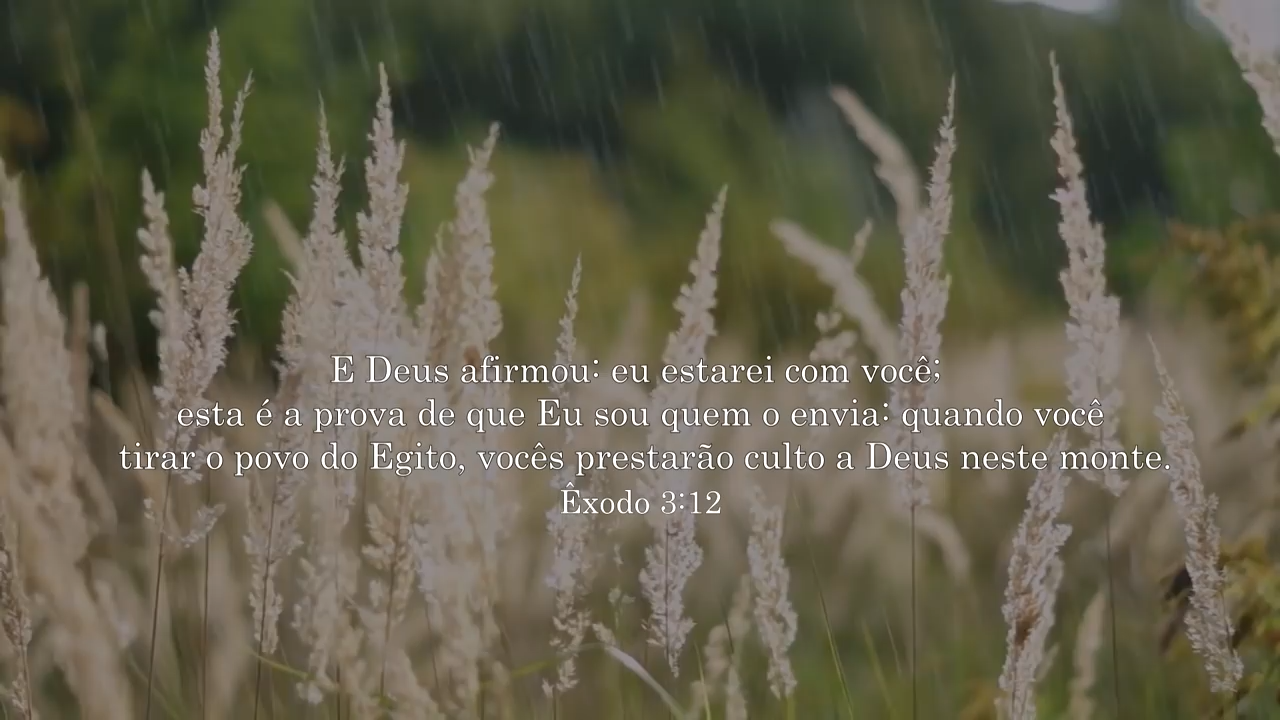 E Deus afirmou: eu estarei com você;
esta é a prova de que Eu sou quem o envia: quando você
tirar o povo do Egito, vocês prestarão culto a Deus neste monte.
Êxodo 3:12